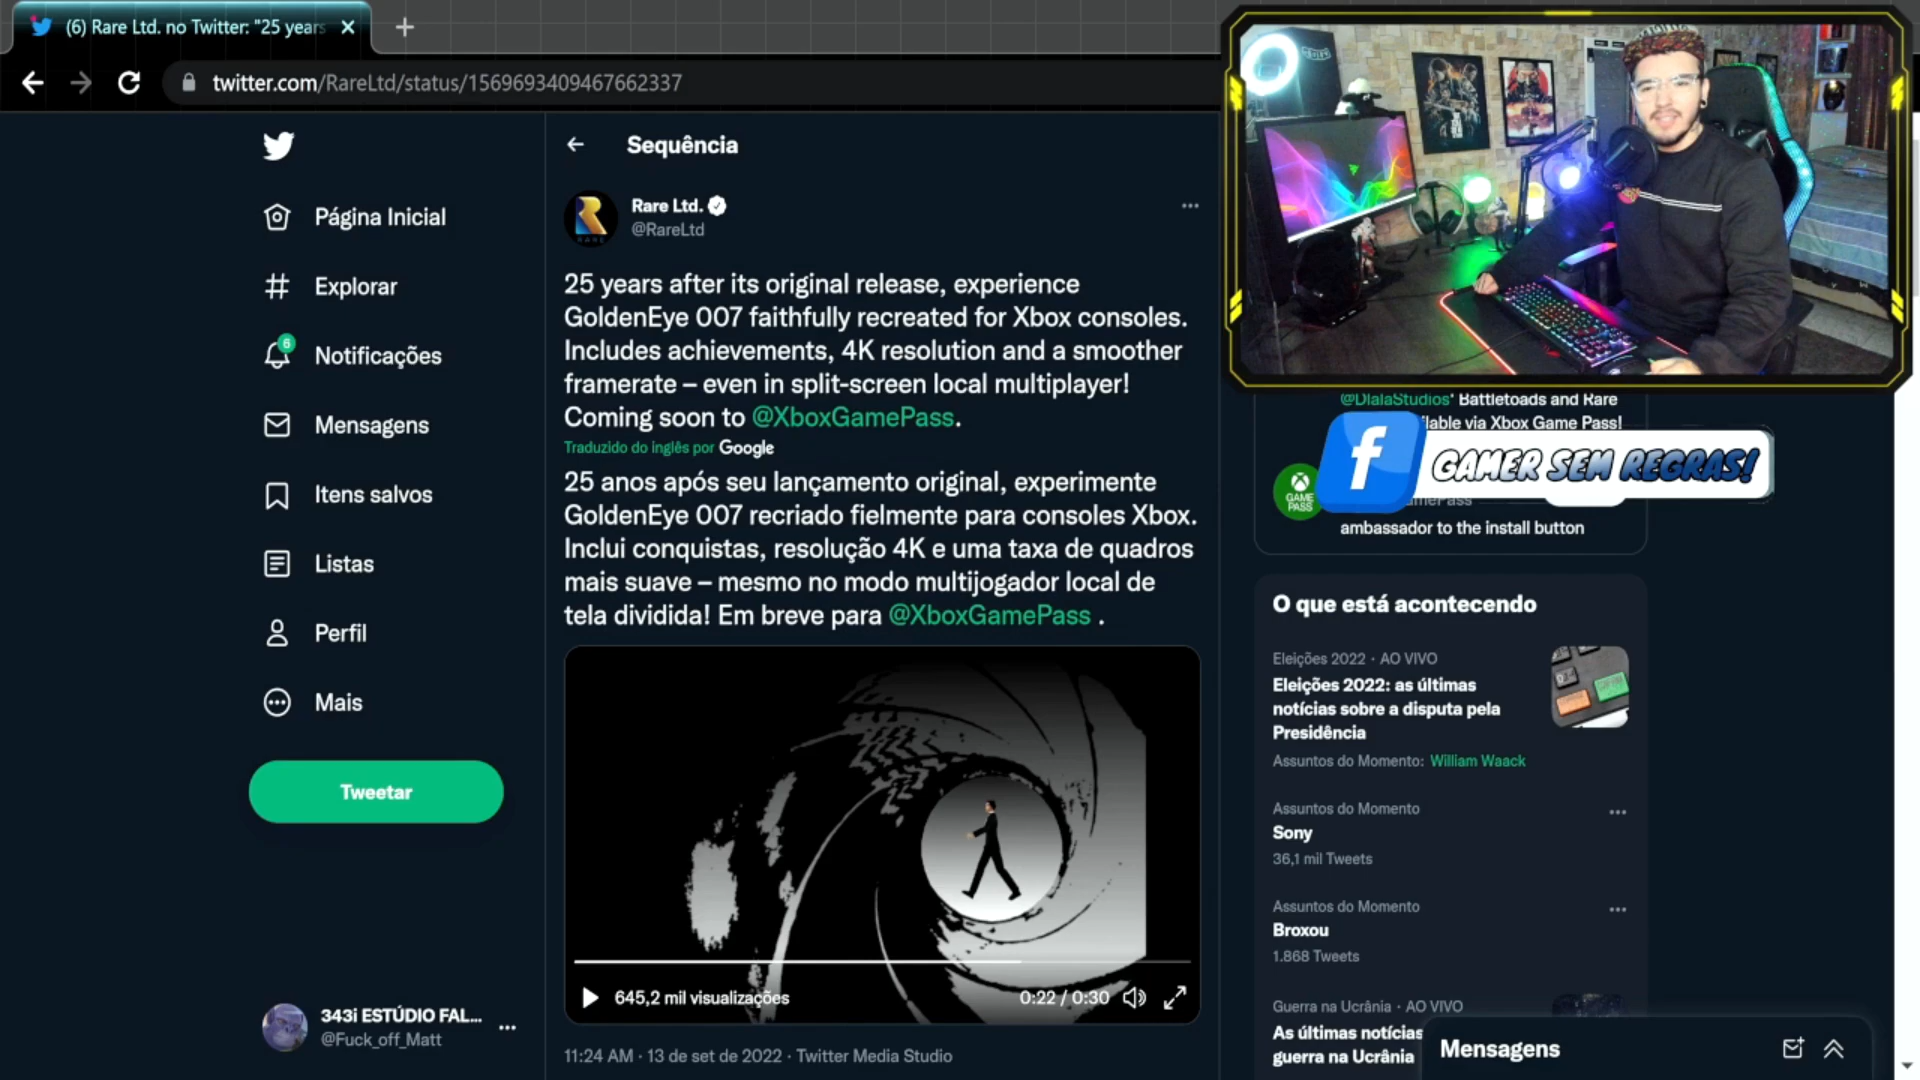 (6) Rare Ltd. no Twitter: "25 years
twitter.com/RareLtd/status/1569693409467662337
Página Inicial
Explorar
6
Notificações
Mensagens
Itens salvos
Listas
Perfil
Mais
Tweetar
343i ESTÚDIO FAL...
@Fuck_off_Matt
Sequência
Rare Ltd.
@RareLtd
25 years after its original release, experience
GoldenEye 007 faithfully recreated for Xbox consoles.
Includes achievements, 4K resolution and a smoother
framerate – even in split-screen local multiplayer!
Coming soon to @XboxGamePass.
Traduzido do inglês por Google
25 anos após seu lançamento original, experimente
GoldenEye 007 recriado fielmente para consoles Xbox.
Inclui conquistas, resolução 4K e uma taxa de quadros
mais suave – mesmo no modo multijogador local de
tela dividida! Em breve para @XboxGamePass .
645,2 mil visualizações
0:22 / 0:30
11:24 AM · 13 de set de 2022 · Twitter Media Studio
@DlalaStudios' Battletoads and Rare
via Xbox Game Pass!
f
GAMER SEM REGRAS!
GAME
PASS
ambassador to the install button
O que está acontecendo
Eleições 2022 · AO VIVO
Eleições 2022: as últimas
notícias sobre a disputa pela
Presidência
Assuntos do Momento: William Waack
Assuntos do Momento
Sony
36,1 mil Tweets
Assuntos do Momento
Broxou
1.868 Tweets
Guerra na Ucrânia · AO VIVO
As últimas notícias
guerra na Ucrânia
Mensagens